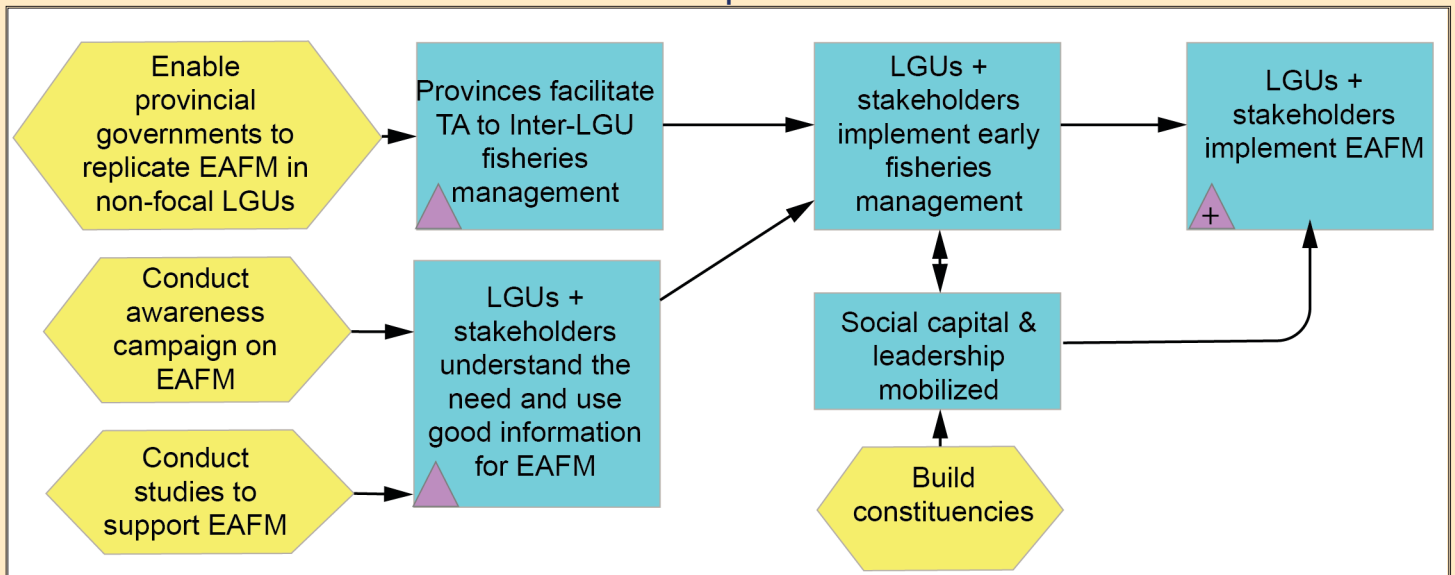 Enable
provincial
governments to
replicate EAFM in
non-focal LGUs
Provinces facilitate
TA to Inter-LGU
fisheries
management
LGUs +
stakeholders
implement early
fisheries
management
LGUs +
stakeholders
implement EAFM
+
Conduct
awareness
campaign on
EAFM
LGUs +
stakeholders
understand the
need and use
good information
for EAFM
Social capital &
leadership
mobilized
Conduct
studies to
support EAFM
Build
constituencies